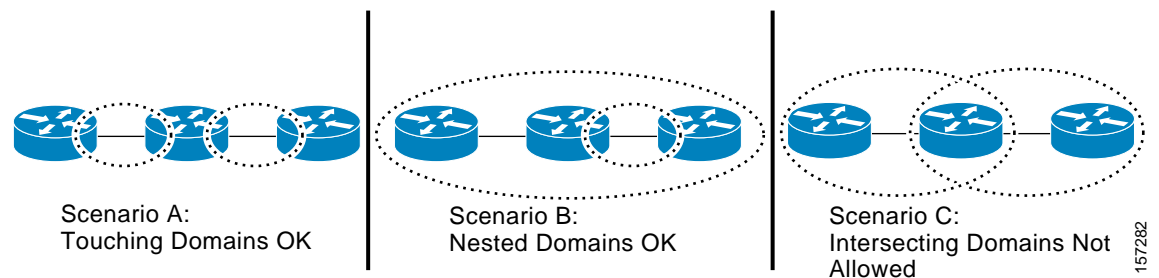 Scenario A:
Touching Domains OK
Scenario B:
Nested Domains OK
Scenario C:
Intersecting Domains Not
Allowed
157282